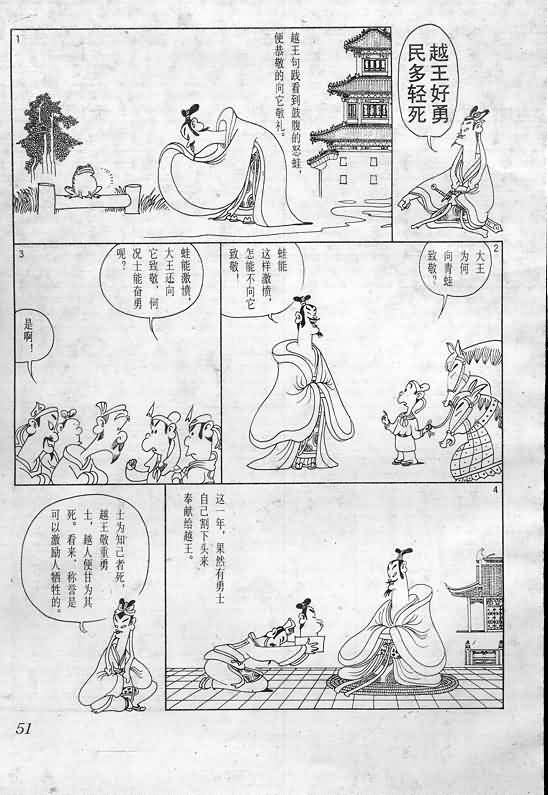 越王好勇
民多轻死
1
越王句践看到鼓腹的怒蛙，
便恭敬的向它敬礼。
2
大王
为何
向青蛙
致敬？
蛙能
这样激愤，
怎能不向它
致敬！
3
蛙能激愤，
大王还向
它致敬，何
况士能奋勇
呢？
是啊！
4
这一年，果然有勇士
自己割下头来
奉献给越王。
士为知己者死。
越王敬重勇
士，越人便甘为其
死。看来，称誉是
可以激励人牺牲的。
51